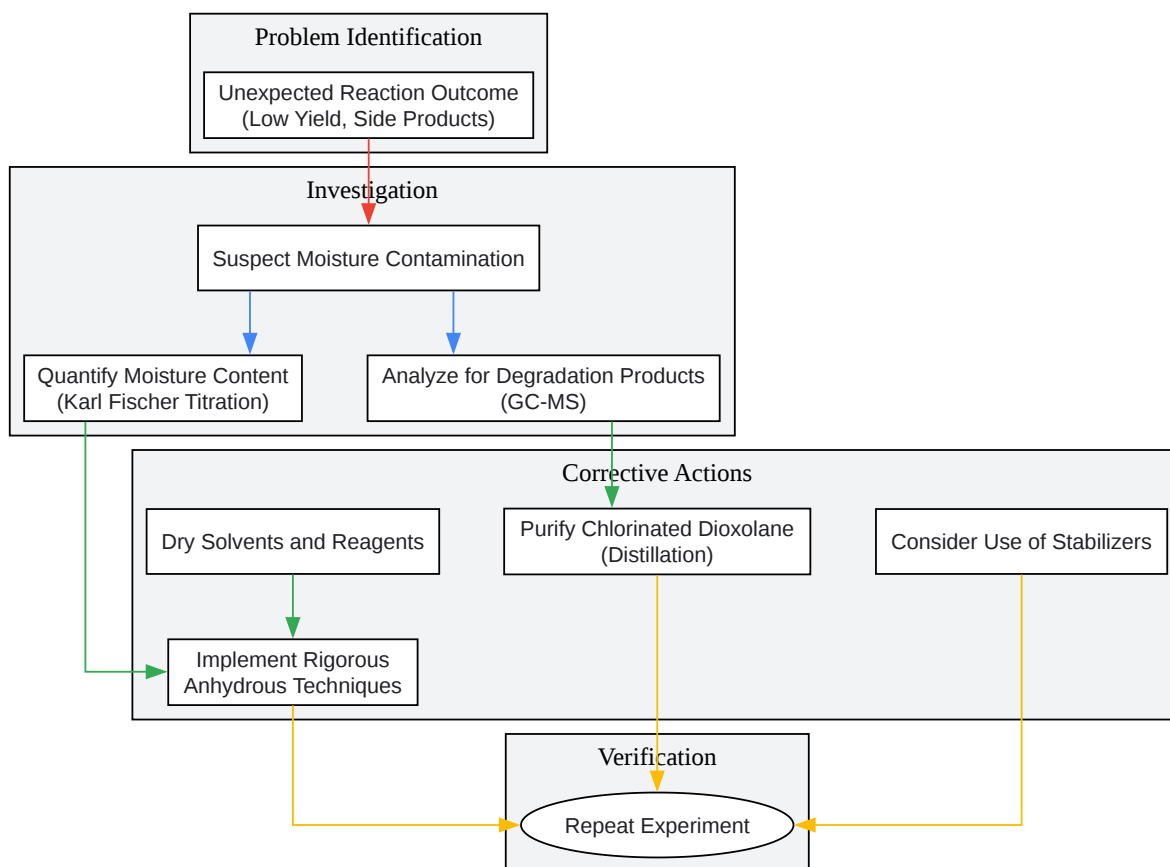 Problem Identification
Unexpected Reaction Outcome
(Low Yield, Side Products)
Investigation
Suspect Moisture Contamination
Quantify Moisture Content
(Karl Fischer Titration)
Analyze for Degradation Products
(GC-MS)
Corrective Actions
Dry Solvents and Reagents
Purify Chlorinated Dioxolane
(Distillation)
Consider Use of Stabilizers
Implement Rigorous
Anhydrous Techniques
Verification
Repeat Experiment